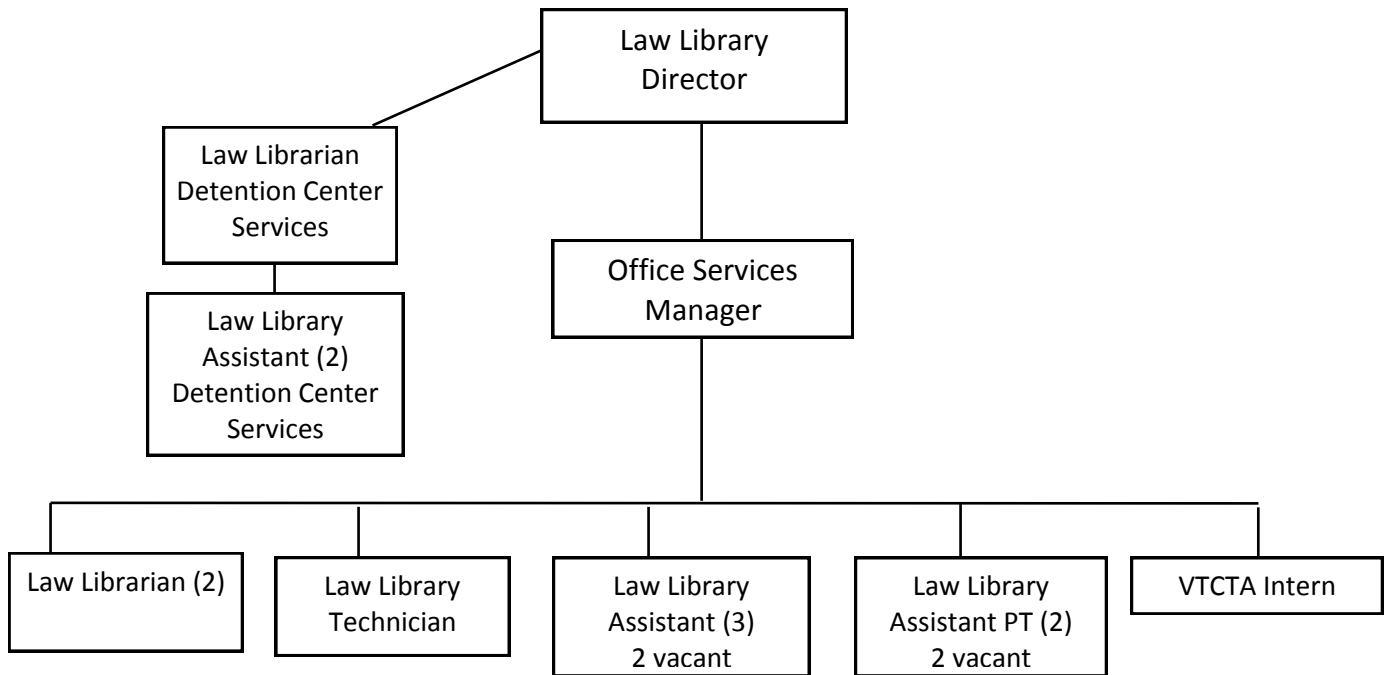 Law Library
Director
Law Librarian
Detention Center
Services
Office Services
Manager
Law Library
Assistant (2)
Detention Center
Services
Law Librarian (2)
Law Library
Technician
Law Library
Assistant (3)
2 vacant
Law Library
Assistant PT (2)
2 vacant
VTCTA Intern